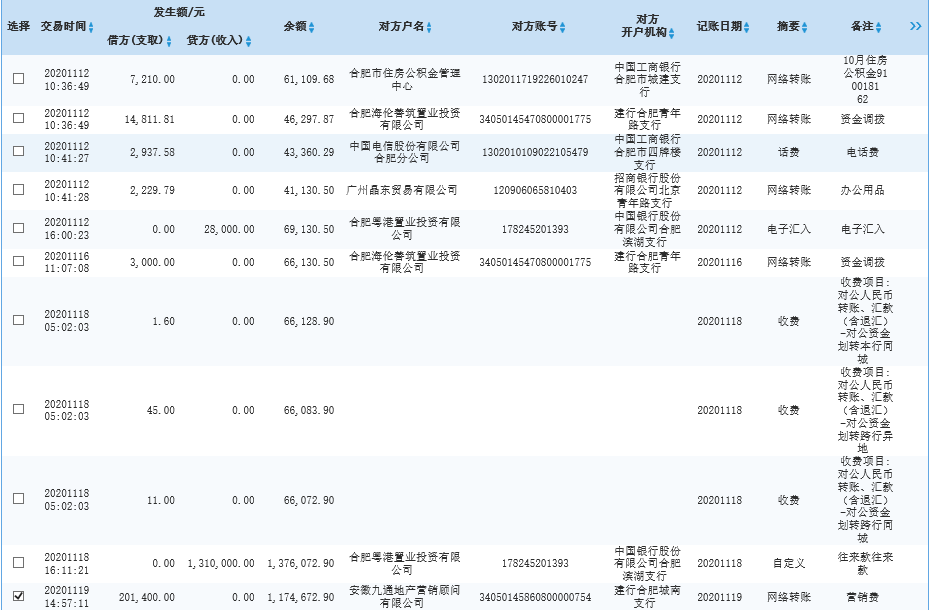 发生额/元
选择 交易时间 借方(支取) 贷方(收入) 余额 对方户名 对方账号 对方 开户机构 记账日期 摘要 备注 >>
20201112 10:36:49 7,210.00 0.00 61,109.68 合肥市住房公积金管理中心 1302011719226010247 中国工商银行合肥市城建支行 20201112 网络转账 10月住房公积金910018162
20201112 10:36:49 14,811.81 0.00 46,297.87 合肥海伦善筑置业投资有限公司 34050145470800001775 建行合肥青年路支行 20201112 网络转账 资金调拨
20201112 10:41:27 2,937.58 0.00 43,360.29 中国电信股份有限公司合肥分公司 1302010109022105479 中国工商银行合肥市四牌楼支行 20201112 话费 电话费
20201112 10:41:28 2,229.79 0.00 41,130.50 广州晶东贸易有限公司 120906065810403 招商银行股份有限公司北京青年路支行 20201112 网络转账 办公用品
20201112 16:00:23 0.00 28,000.00 69,130.50 合肥粤港置业投资有限公司 178245201393 中国银行股份有限公司合肥滨湖支行 20201112 电子汇入 电子汇入
20201116 11:07:08 3,000.00 0.00 66,130.50 合肥海伦善筑置业投资有限公司 34050145470800001775 建行合肥青年路支行 20201116 网络转账 资金调拨
20201118 05:02:03 1.60 0.00 66,128.90 20201118 收费 收费项目:对公人民币转账、汇款(含退汇)-对公资金划转本行同城
20201118 05:02:03 45.00 0.00 66,083.90 20201118 收费 收费项目:对公人民币转账、汇款(含退汇)-对公资金划转跨行异地
20201118 05:02:03 11.00 0.00 66,072.90 20201118 收费 收费项目:对公人民币转账、汇款(含退汇)-对公资金划转跨行同城
20201118 16:11:21 0.00 1,310,000.00 1,376,072.90 合肥粤港置业投资有限公司 178245201393 中国银行股份有限公司合肥滨湖支行 20201118 自定义 往来款往来款
20201119 14:57:11 201,400.00 0.00 1,174,672.90 安徽九通地产营销顾问有限公司 34050145860800000754 建行合肥城南支行 20201119 网络转账 营销费